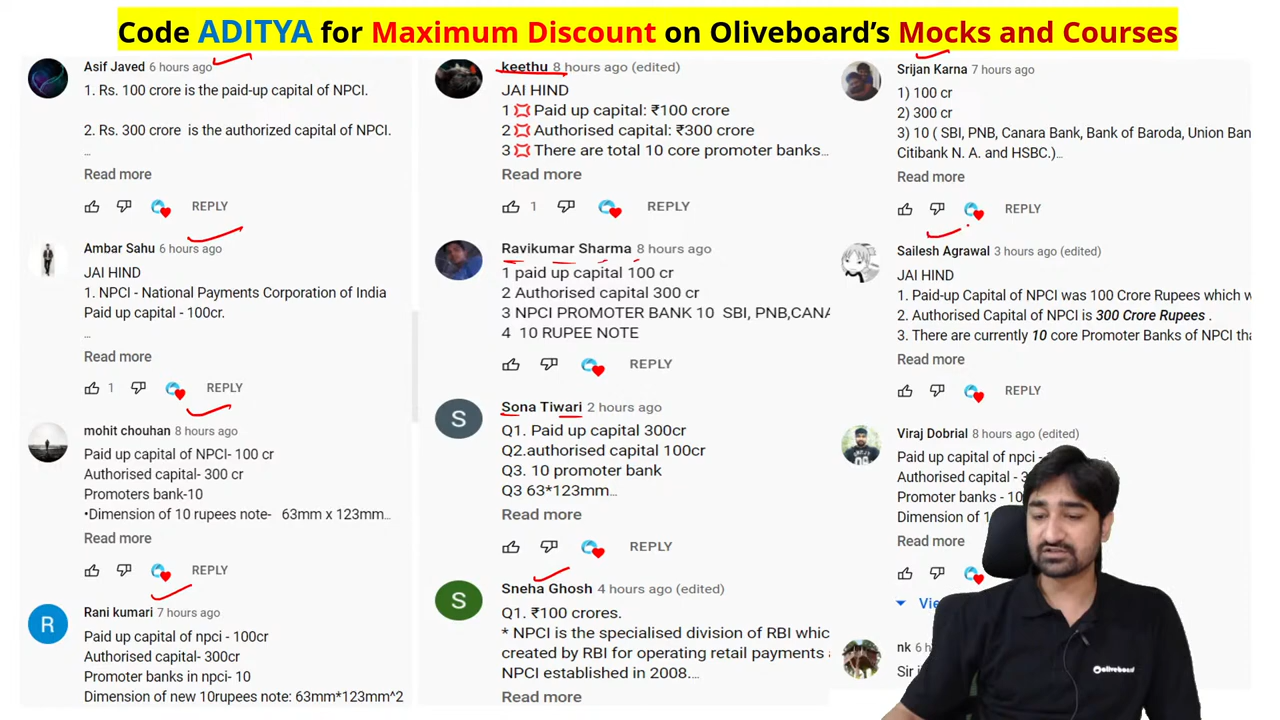 Code ADITYA for Maximum Discount on Oliveboard's Mocks and Courses
Asif Javed 6 hours ago
1. Rs. 100 crore is the paid-up capital of NPCI.
2. Rs. 300 crore is the authorized capital of NPCI.
...
Read more
REPLY
Ambar Sahu 6 hours ago
JAI HIND
1. NPCI - National Payments Corporation of India
Paid up capital - 100cr.
...
Read more
1 REPLY
mohit chouhan 8 hours ago
Paid up capital of NPCI- 100 cr
Authorised capital- 300 cr
Promoters bank-10
•Dimension of 10 rupees note- 63mm x 123mm...
Read more
REPLY
R
Rani kumari 7 hours ago
Paid up capital of npci - 100cr
Authorised capital- 300cr
Promoter banks in npci- 10
Dimension of new 10rupees note: 63mm*123mm^2
keethu 8 hours ago (edited)
JAI HIND
1 💢 Paid up capital: ₹100 crore
2 💢 Authorised capital: ₹300 crore
3 💢 There are total 10 core promoter banks...
Read more
1 REPLY
Ravikumar Sharma 8 hours ago
1 paid up capital 100 cr
2 Authorised capital 300 cr
3 NPCI PROMOTER BANK 10 SBI, PNB,CANA
4 10 RUPEE NOTE
REPLY
S
Sona Tiwari 2 hours ago
Q1. Paid up capital 300cr
Q2.authorised capital 100cr
Q3. 10 promoter bank
Q3 63*123mm...
Read more
REPLY
S
Sneha Ghosh 4 hours ago (edited)
Q1. ₹100 crores.
* NPCI is the specialised division of RBI whic
created by RBI for operating retail payments
NPCI established in 2008....
Read more
Srijan Karna 7 hours ago
1) 100 cr
2) 300 cr
3) 10 ( SBI, PNB, Canara Bank, Bank of Baroda, Union Ban
Citibank N. A. and HSBC.)...
Read more
REPLY
Sailesh Agrawal 3 hours ago (edited)
JAI HIND
1. Paid-up Capital of NPCI was 100 Crore Rupees which w
2. Authorised Capital of NPCI is 300 Crore Rupees .
3. There are currently 10 core Promoter Banks of NPCI tha
Read more
REPLY
Viraj Dobrial 8 hours ago (edited)
Paid up capital of npci -
Authorised capital - 3
Promoter banks - 10
Dimension of 1
Read more
nk 6
Sir
oliveboard